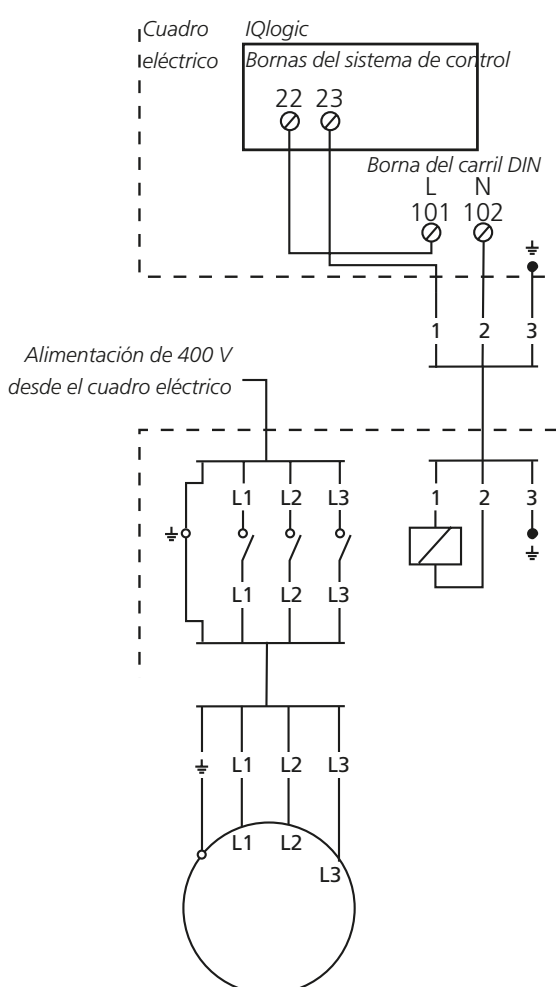 Cuadro
eléctrico
IQlogic
Bornas del sistema de control
22 23
Borna del carril DIN
L N
101 102
1 2 3
Alimentación de 400 V
desde el cuadro eléctrico
L1 L2 L3
1 2 3
L1 L2 L3
L1 L2 L3
L1 L2
L3